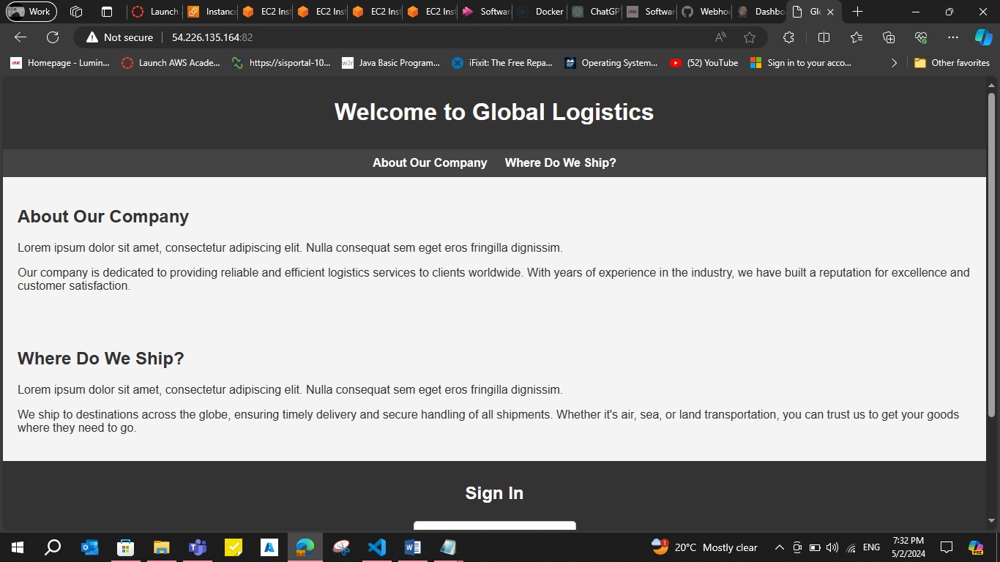 Work
Launch
Instance
EC2 Inst
EC2 Inst
EC2 Inst
EC2 Inst
Softwar
Docker
ChatGP
Softwar
Webhoo
Dashbo
Glo
Not secure
54.226.135.164:82
Homepage - Lumin...
Launch AWS Acade...
https://sisportal-10...
Java Basic Program...
iFixit: The Free Repa...
Operating System...
(52) YouTube
Sign in to your acco...
Other favorites
Welcome to Global Logistics
About Our Company
Where Do We Ship?
About Our Company
Lorem ipsum dolor sit amet, consectetur adipiscing elit. Nulla consequat sem eget eros fringilla dignissim.
Our company is dedicated to providing reliable and efficient logistics services to clients worldwide. With years of experience in the industry, we have built a reputation for excellence and
customer satisfaction.
Where Do We Ship?
Lorem ipsum dolor sit amet, consectetur adipiscing elit. Nulla consequat sem eget eros fringilla dignissim.
We ship to destinations across the globe, ensuring timely delivery and secure handling of all shipments. Whether it's air, sea, or land transportation, you can trust us to get your goods
where they need to go.
Sign In
20°C Mostly clear
ENG
7:32 PM
5/2/2024